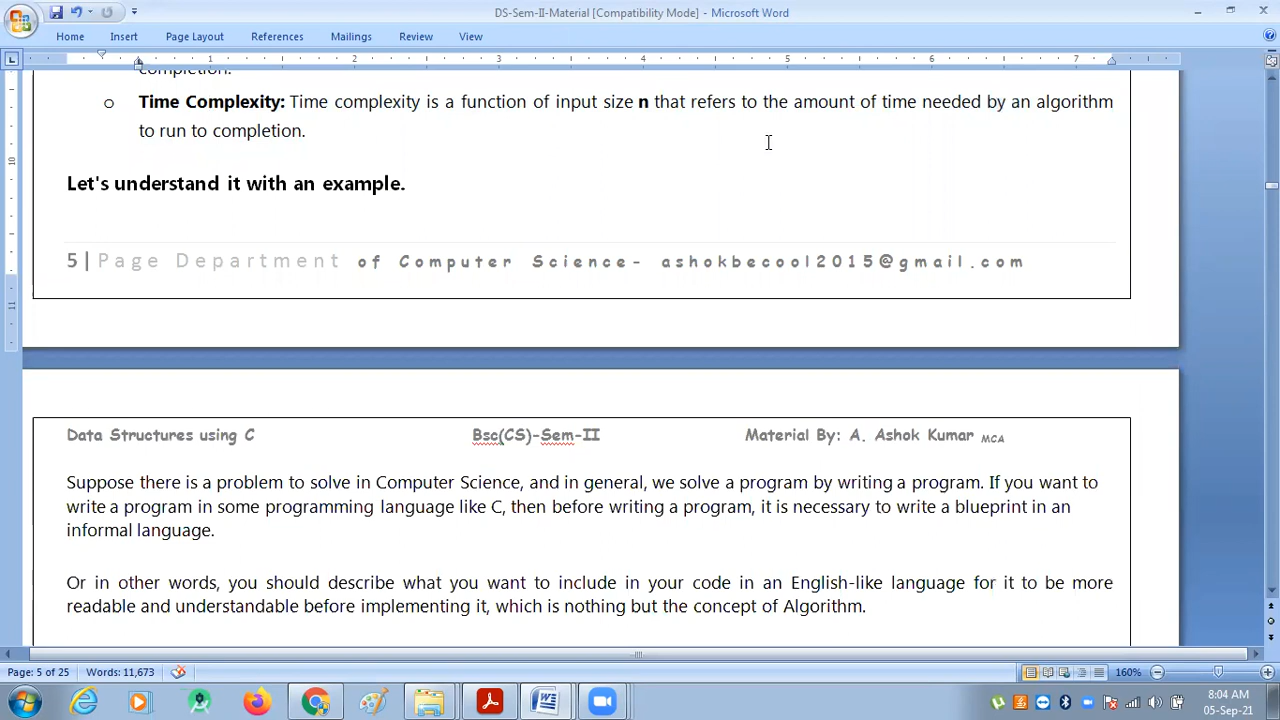 DS-Sem-II-Material [Compatibility Mode] - Microsoft Word
Home Insert Page Layout References Mailings Review View
1 2 3 4 5 6 7
completion.
o Time Complexity: Time complexity is a function of input size n that refers to the amount of time needed by an algorithm
to run to completion.
Let's understand it with an example.
5 | Page Department of Computer Science- ashokbecool2015@gmail.com
Data Structures using C Bsc(CS)-Sem-II Material By: A. Ashok Kumar MCA
Suppose there is a problem to solve in Computer Science, and in general, we solve a program by writing a program. If you want to
write a program in some programming language like C, then before writing a program, it is necessary to write a blueprint in an
informal language.
Or in other words, you should describe what you want to include in your code in an English-like language for it to be more
readable and understandable before implementing it, which is nothing but the concept of Algorithm.
Page: 5 of 25 Words: 11,673 160%
8:04 AM
05-Sep-21